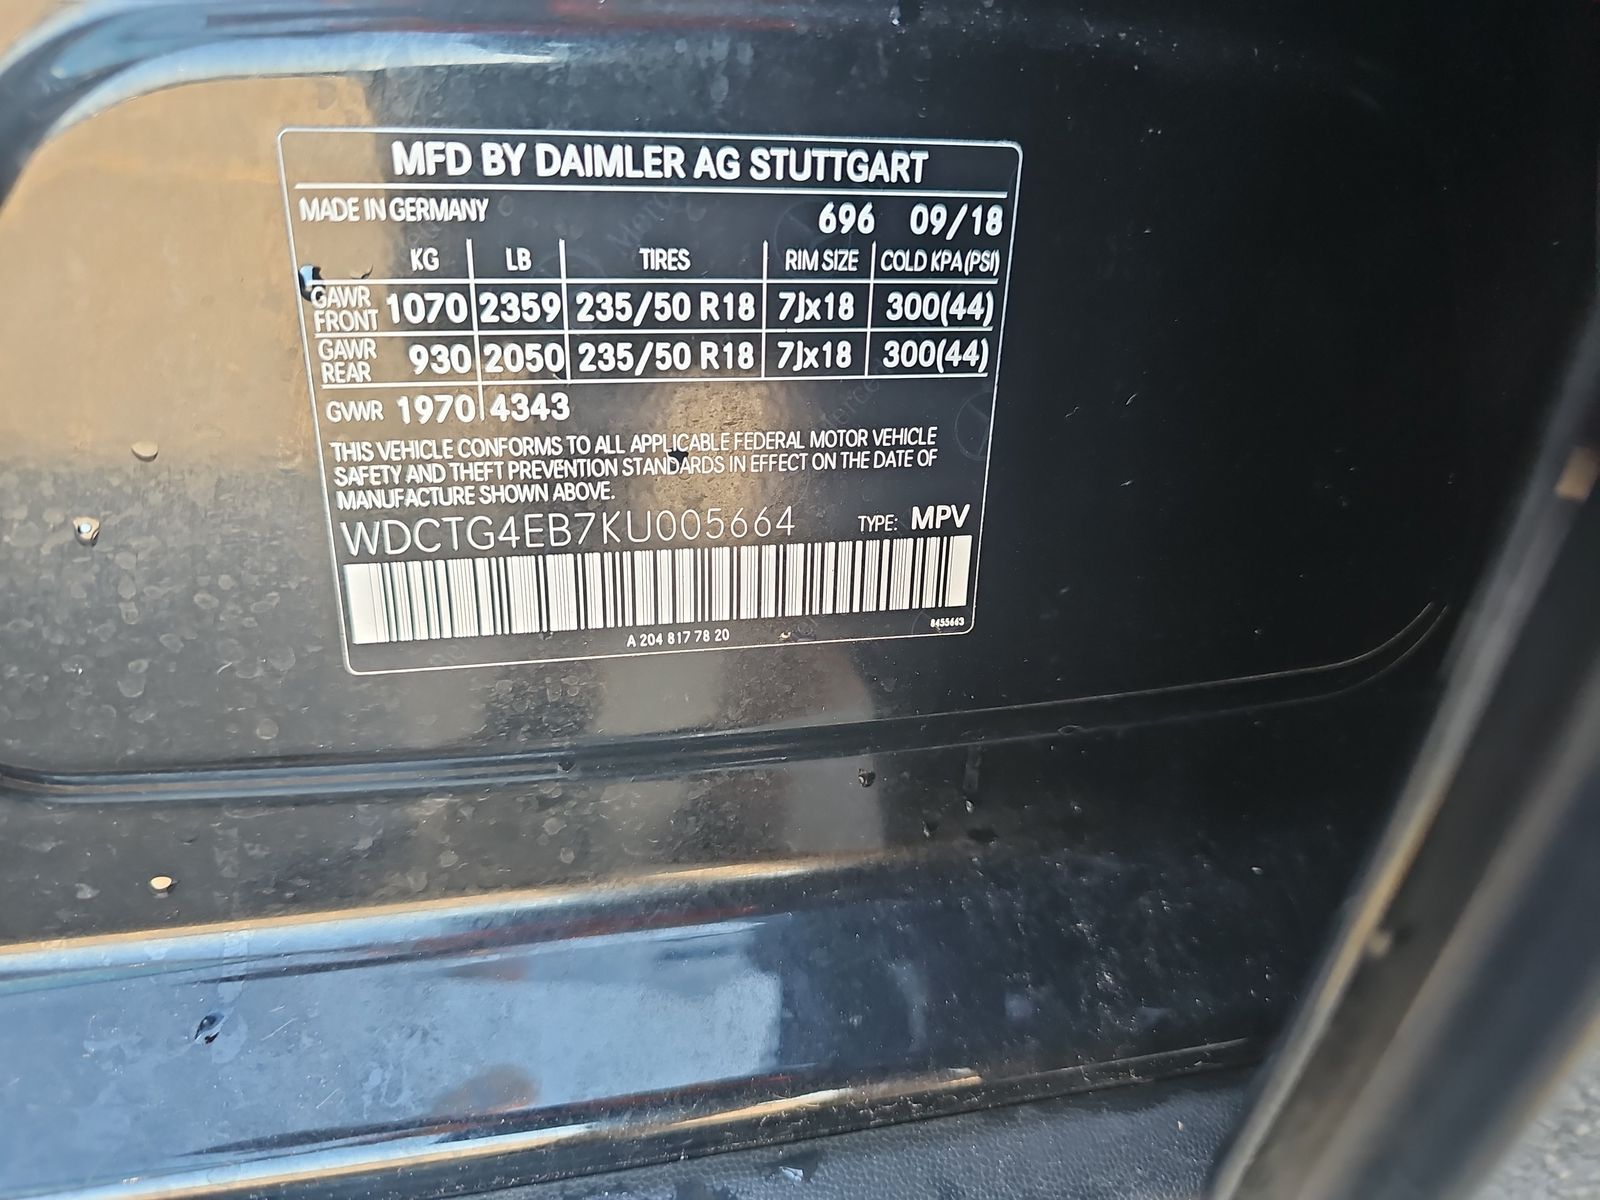 MFD BY DAIMLER AG STUTTGART
MADE IN GERMANY 696 09/18
KG LB TIRES RIM SIZE COLD KPA(PSI)
GAWR FRONT 1070 2359 235/50 R18 7Jx18 300(44)
GAWR REAR 930 2050 235/50 R18 7Jx18 300(44)
GVWR 1970 4343
THIS VEHICLE CONFORMS TO ALL APPLICABLE FEDERAL MOTOR VEHICLE
SAFETY AND THEFT PREVENTION STANDARDS IN EFFECT ON THE DATE OF
MANUFACTURE SHOWN ABOVE.
WDCTG4EB7KU005664 TYPE: MPV
A 204 817 78 20 8455663